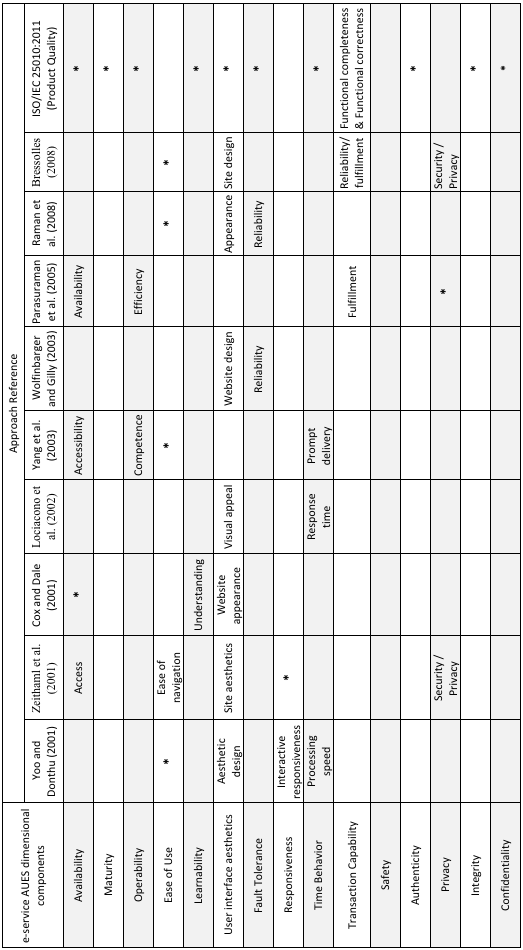 e-service AUES dimensional
components
Approach Reference
Yoo and
Donthu (2001)
Zeithaml et al.
(2001)
Cox and Dale
(2001)
Lociacono et
al. (2002)
Yang et al.
(2003)
Wolfinbarger
and Gilly (2003)
Parasuraman
et al. (2005)
Raman et
al. (2008)
Bressolles
(2008)
ISO/IEC 25010:2011
(Product Quality)
Availability
Access
*
Accessibility
Availability
*
Maturity
*
Operability
Competence
Efficiency
*
Ease of Use
*
Ease of
navigation
*
*
*
Learnability
Understanding
*
User interface aesthetics
Aesthetic
design
Site aesthetics
Website
appearance
Visual appeal
Website design
Appearance
Site design
*
Fault Tolerance
Reliability
Reliability
*
Responsiveness
Interactive
responsiveness
*
Time Behavior
Processing
speed
Response
time
Prompt
delivery
*
Transaction Capability
Fulfillment
Reliability/
fulfillment
Functional completeness
& Functional correctness
Safety
Authenticity
*
Privacy
Security /
Privacy
*
Security /
Privacy
Integrity
*
Confidentiality
*